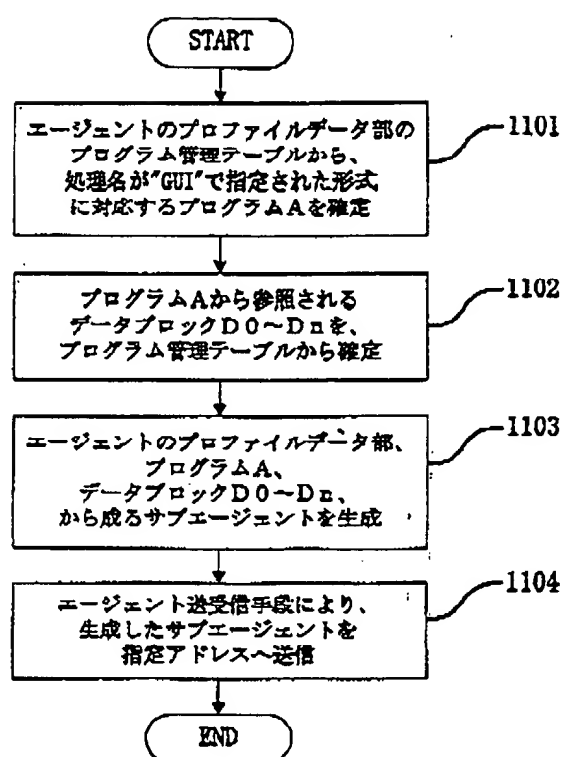 START
エージェントのプロファイルデータ部の
プログラム管理テーブルから、
処理名が"GUI"で指定された形式
に対応するプログラムAを確定
1101
プログラムAから参照される
データブロックD0~Dnを、
プログラム管理テーブルから確定
1102
エージェントのプロファイルデータ部、
プログラムA、
データブロックD0~Dn、
から成るサブエージェントを生成
1103
エージェント送受信手段により、
生成したサブエージェントを
指定アドレスへ送信
1104
END